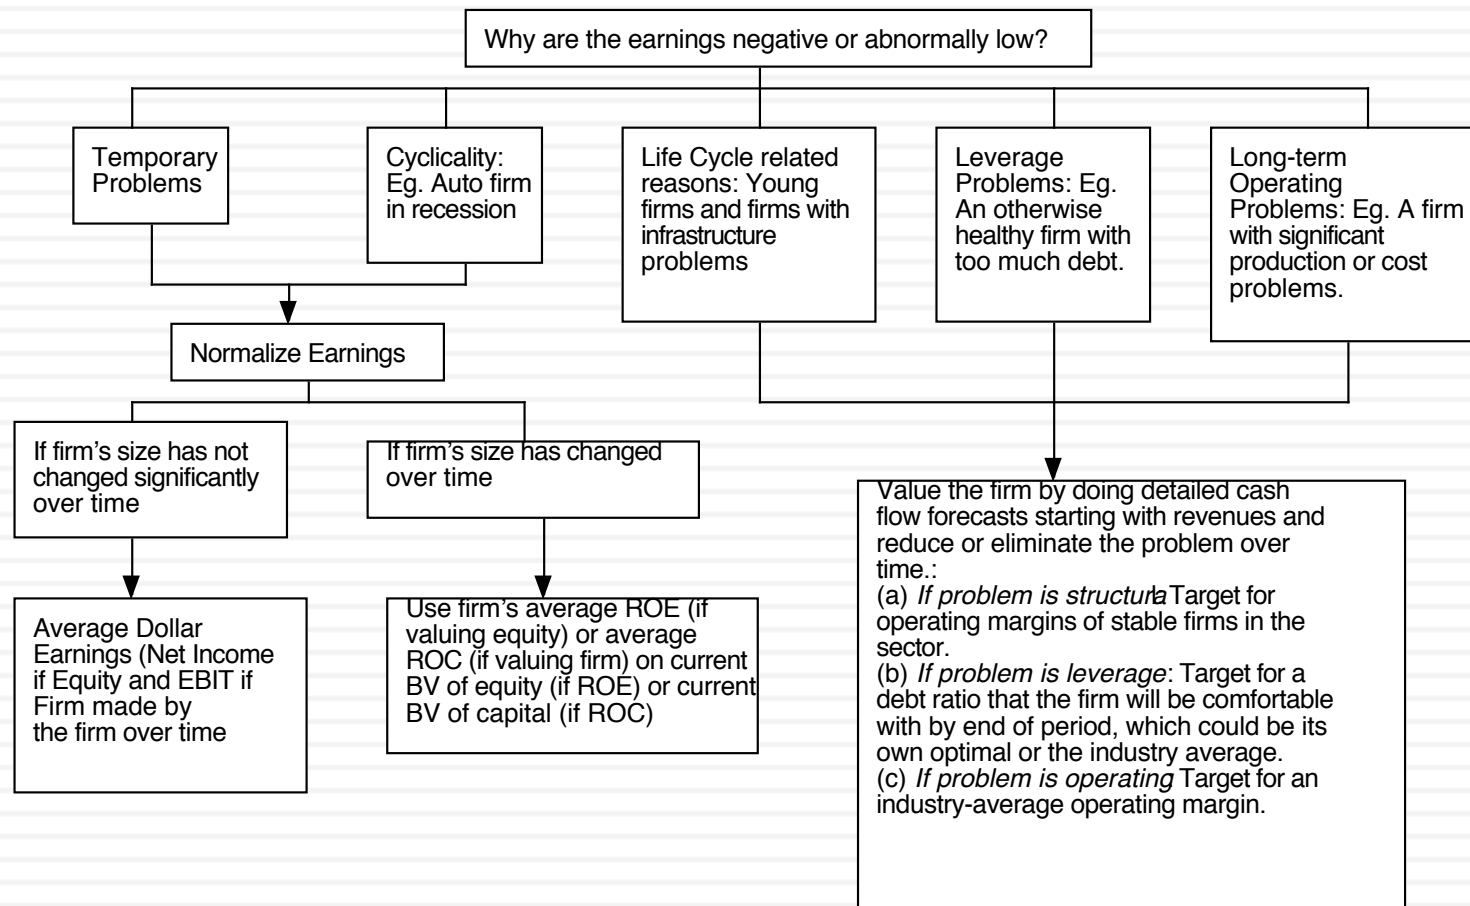 Why are the earnings negative or abnormally low?
Temporary
Problems
Cyclicality:
Eg. Auto firm
in recession
Life Cycle related
reasons: Young
firms and firms with
infrastructure
problems
Leverage
Problems: Eg.
An otherwise
healthy firm with
too much debt.
Long-term
Operating
Problems: Eg. A firm
with significant
production or cost
problems.
Normalize Earnings
If firm’s size has not
changed significantly
over time
If firm’s size has changed
over time
Average Dollar
Earnings (Net Income
if Equity and EBIT if
Firm made by
the firm over time
Use firm’s average ROE (if
valuing equity) or average
ROC (if valuing firm) on current
BV of equity (if ROE) or current
BV of capital (if ROC)
Value the firm by doing detailed cash
flow forecasts starting with revenues and
reduce or eliminate the problem over
time.:
(a) If problem is structural: Target for
operating margins of stable firms in the
sector.
(b) If problem is leverage: Target for a
debt ratio that the firm will be comfortable
with by end of period, which could be its
own optimal or the industry average.
(c) If problem is operating: Target for an
industry-average operating margin.